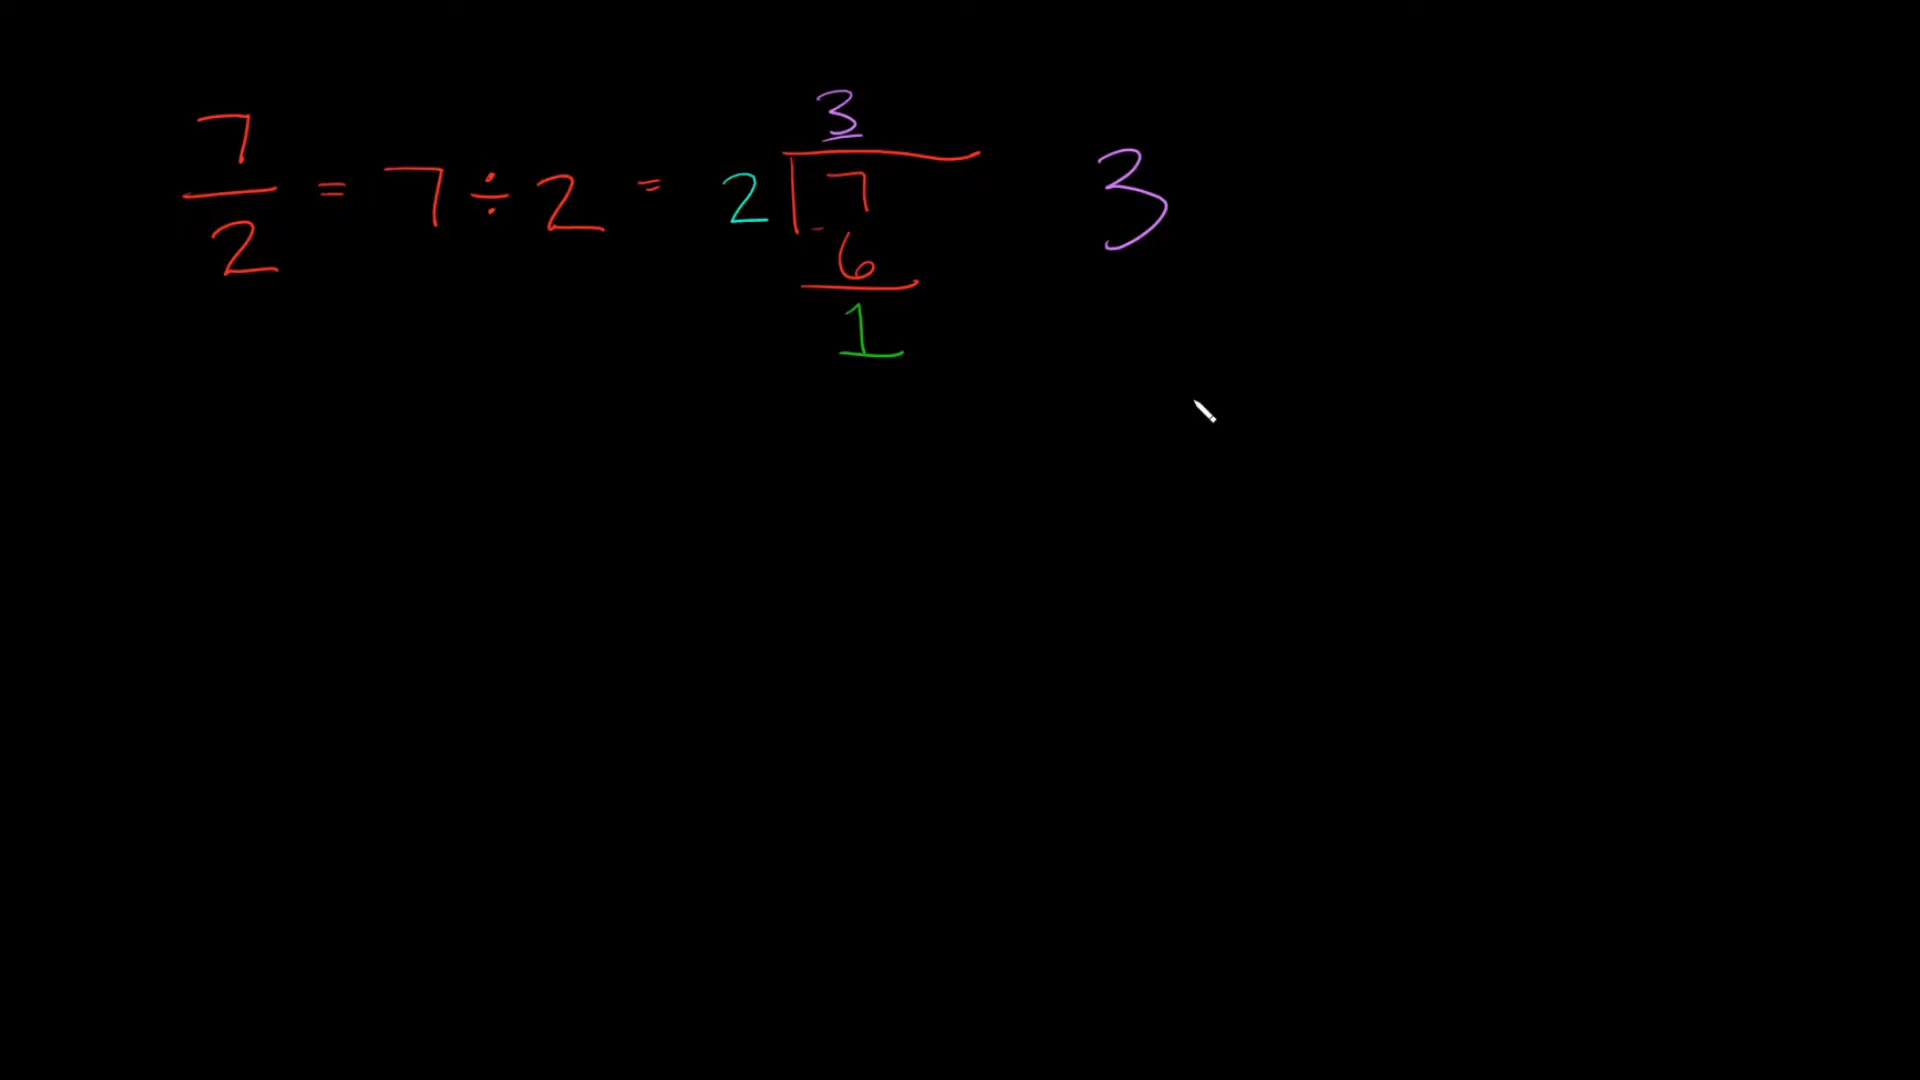 3
7/2 = 7 ÷ 2 = 2 7 3
- 6
1